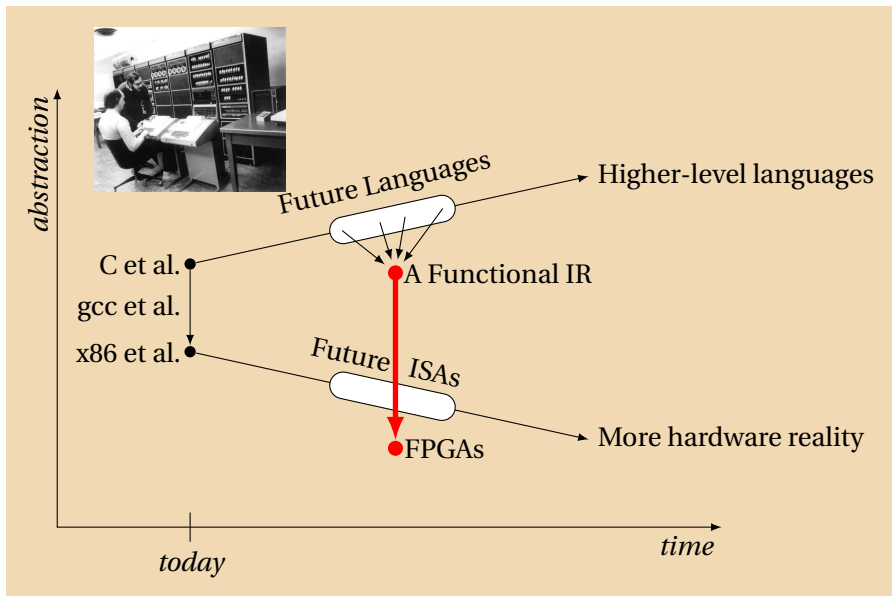 abstraction
Future Languages
Higher-level languages
C et al.
A Functional IR
gcc et al.
x86 et al.
Future ISAs
More hardware reality
FPGAs
time
today